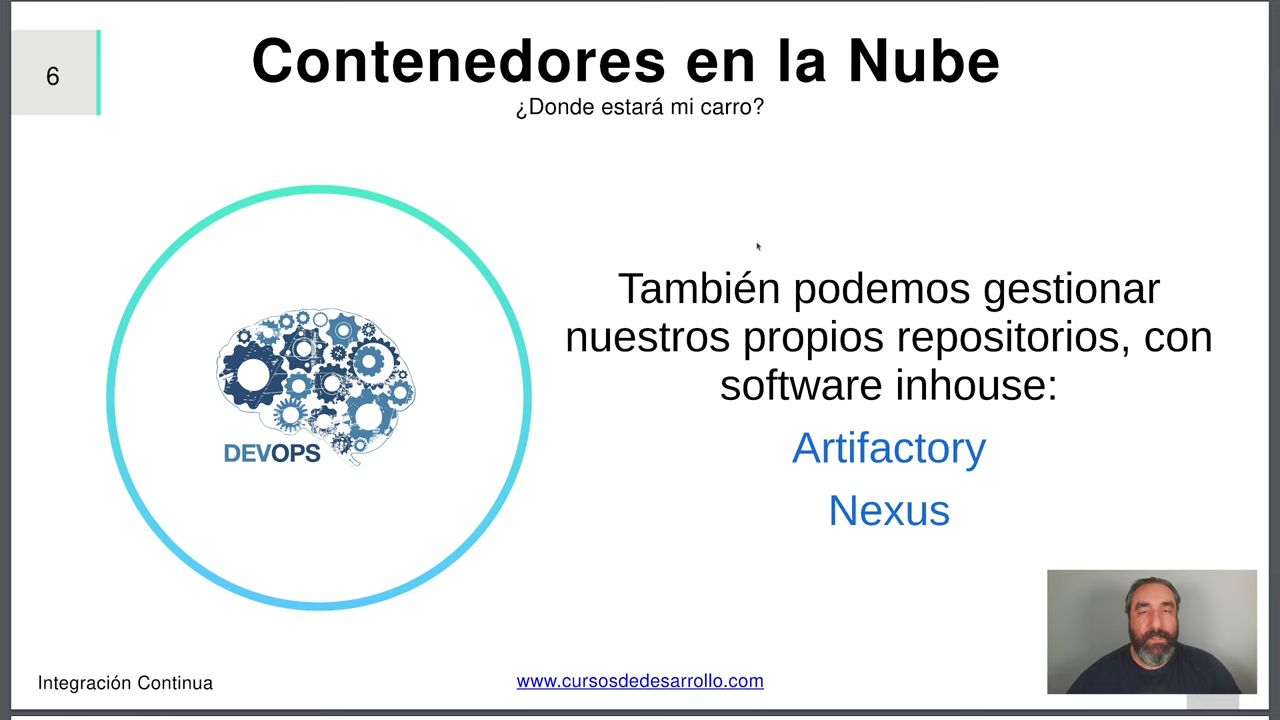 6
Contenedores en la Nube
¿Donde estará mi carro?
También podemos gestionar
nuestros propios repositorios, con
software inhouse:
Artifactory
Nexus
DEVOPS
Integración Continua
www.cursosdedesarrollo.com